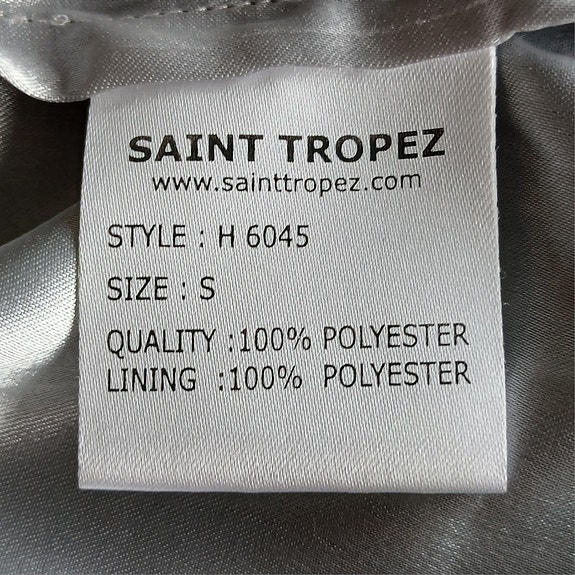 SAINT TROPEZ
www.sainttropez.com
STYLE : H 6045
SIZE : S
QUALITY :100% POLYESTER
LINING :100% POLYESTER